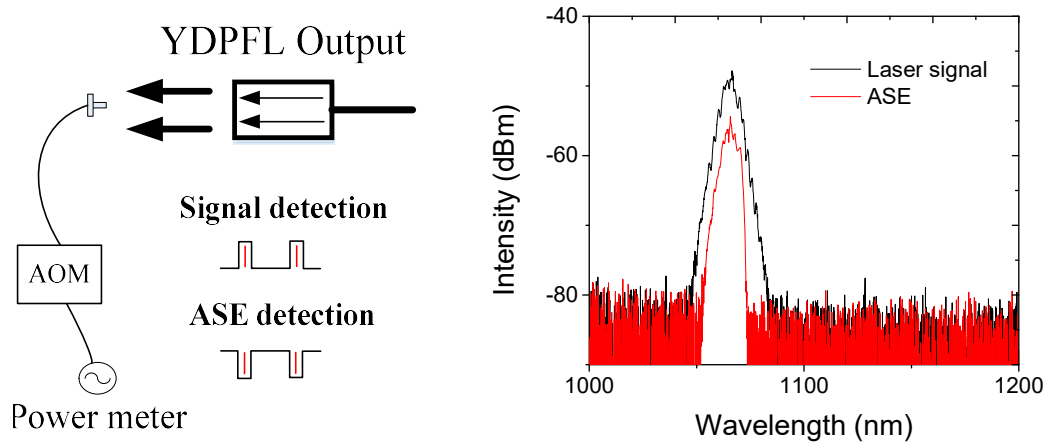 YDPFL Output
Signal detection
AOM
ASE detection
Power meter
-40
-60
-80
Intensity (dBm)
Laser signal
ASE
1000
1100
1200
Wavelength (nm)